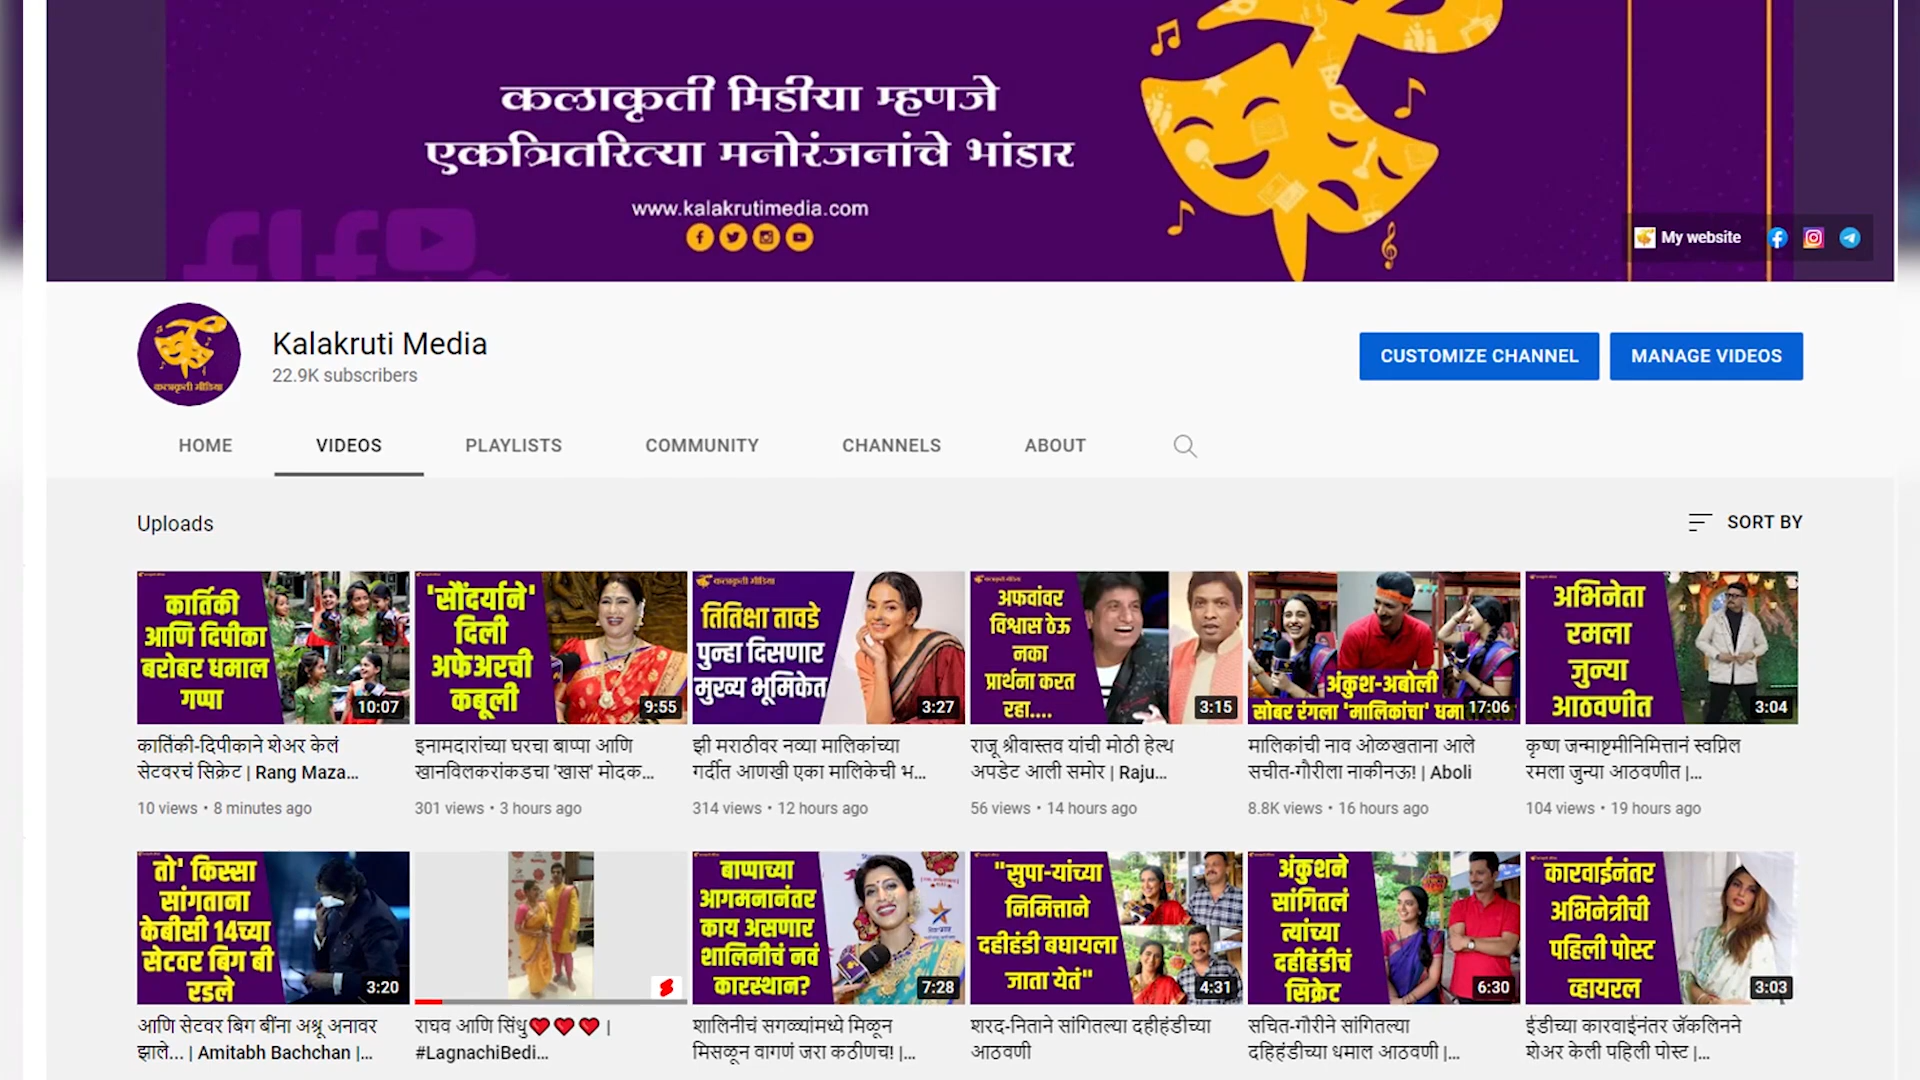 कलाकृती मिडीया म्हणजे
एकत्रितरित्या मनोरंजनांचे भांडार
www.kalakrutimedia.com
My website
कलाकृती मीडिया
Kalakruti Media
22.9K subscribers
CUSTOMIZE CHANNEL
MANAGE VIDEOS
HOME
VIDEOS
PLAYLISTS
COMMUNITY
CHANNELS
ABOUT
Uploads
SORT BY
कार्तिकी
आणि दिपीका
बरोबर धमाल
गप्पा
10:07
कार्तिकी-दिपीकाने शेअर केलं
सेटवरचं सिक्रेट | Rang Maza...
10 views • 8 minutes ago
'सौंदर्याने'
दिली
अफेअरची
कबूली
9:55
इनामदारांच्या घरचा बाप्पा आणि
खानविलकरांकडचा 'खास' मोदक...
301 views • 3 hours ago
कलाकृती मीडिया
तितिक्षा तावडे
पुन्हा दिसणार
मुख्य भूमिकेत
3:27
झी मराठीवर नव्या मालिकांच्या
गर्दीत आणखी एका मालिकेची भ...
314 views • 12 hours ago
अफवांवर
विश्वास ठेऊ
नका
प्रार्थना करत
रहा....
3:15
राजू श्रीवास्तव यांची मोठी हेल्थ
अपडेट आली समोर | Raju...
56 views • 14 hours ago
अंकुश-अबोली
सोबर रंगला 'मालिकांचा' धमा
17:06
मालिकांची नाव ओळखताना आले
सचीत-गौरीला नाकीनऊ! | Aboli
8.8K views • 16 hours ago
अभिनेता
रमला
जुन्या
आठवणीत
3:04
कृष्ण जन्माष्टमीनिमित्तानं स्वप्निल
रमला जुन्या आठवणीत |...
104 views • 19 hours ago
तो' किस्सा
सांगताना
केबीसी 14च्या
सेटवर बिग बी
रडले
3:20
आणि सेटवर बिग बींना अश्रू अनावर
झाले... | Amitabh Bachchan |...
राघव आणि सिंधु❤❤❤ |
#LagnachiBedi...
बाप्पाच्या
आगमनानंतर
काय असणार
शालिनीचं नवं
कारस्थान?
7:28
शालिनीचं सगळ्यांमध्ये मिळून
मिसळून वागणं जरा कठीणच! |...
"सुपा-यांच्या
निमित्ताने
दहीहंडी बघायला
जाता येतं"
4:31
शरद-निताने सांगितल्या दहीहंडीच्या
आठवणी
अंकुशने
सांगितलं
त्यांच्या
दहीहंडीचं
सिक्रेट
6:30
सचित-गौरीने सांगितल्या
दहिहंडीच्या धमाल आठवणी |...
कारवाईनंतर
अभिनेत्रीची
पहिली पोस्ट
व्हायरल
3:03
ईडीच्या कारवाईनंतर जॅकलिनने
शेअर केली पहिली पोस्ट |...